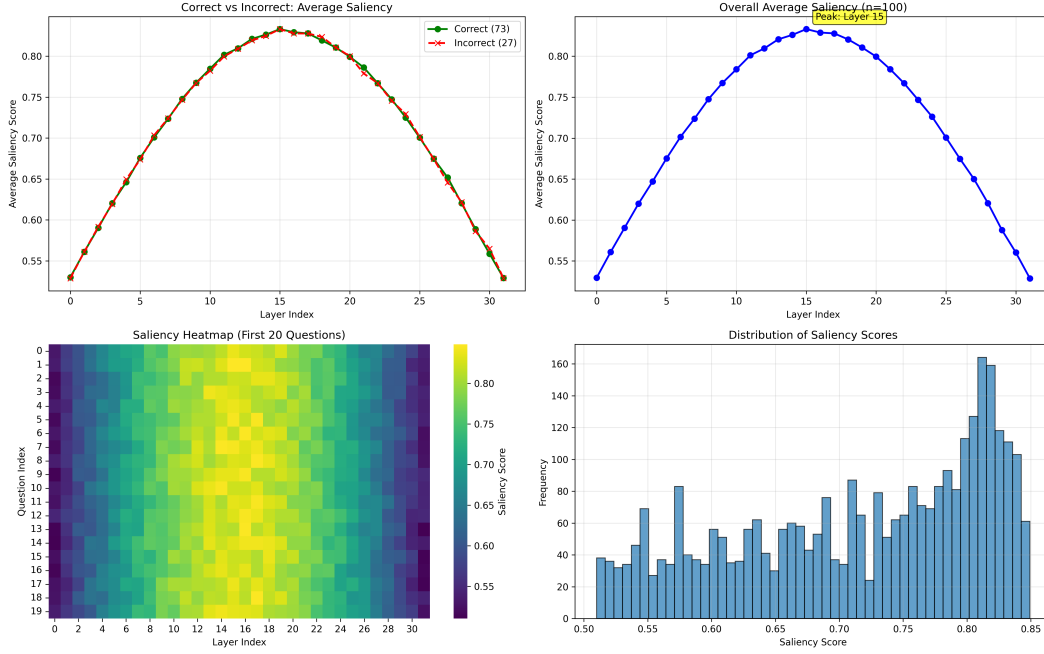 Correct vs Incorrect: Average Saliency
Average Saliency Score
0.80
0.75
0.70
0.65
0.60
0.55
Correct (73)
Incorrect (27)
0 5 10 15 20 25 30
Layer Index
Overall Average Saliency (n=100)
Peak: Layer 15
Average Saliency Score
0.80
0.75
0.70
0.65
0.60
0.55
0 5 10 15 20 25 30
Layer Index
Saliency Heatmap (First 20 Questions)
Question Index
0
1
2
3
4
5
6
7
8
9
10
11
12
13
14
15
16
17
18
19
0 2 4 6 8 10 12 14 16 18 20 22 24 26 28 30
Layer Index
0.80
0.75
0.70
0.65
0.60
0.55
Saliency Score
Distribution of Saliency Scores
Frequency
160
140
120
100
80
60
40
20
0
0.50 0.55 0.60 0.65 0.70 0.75 0.80 0.85
Saliency Score